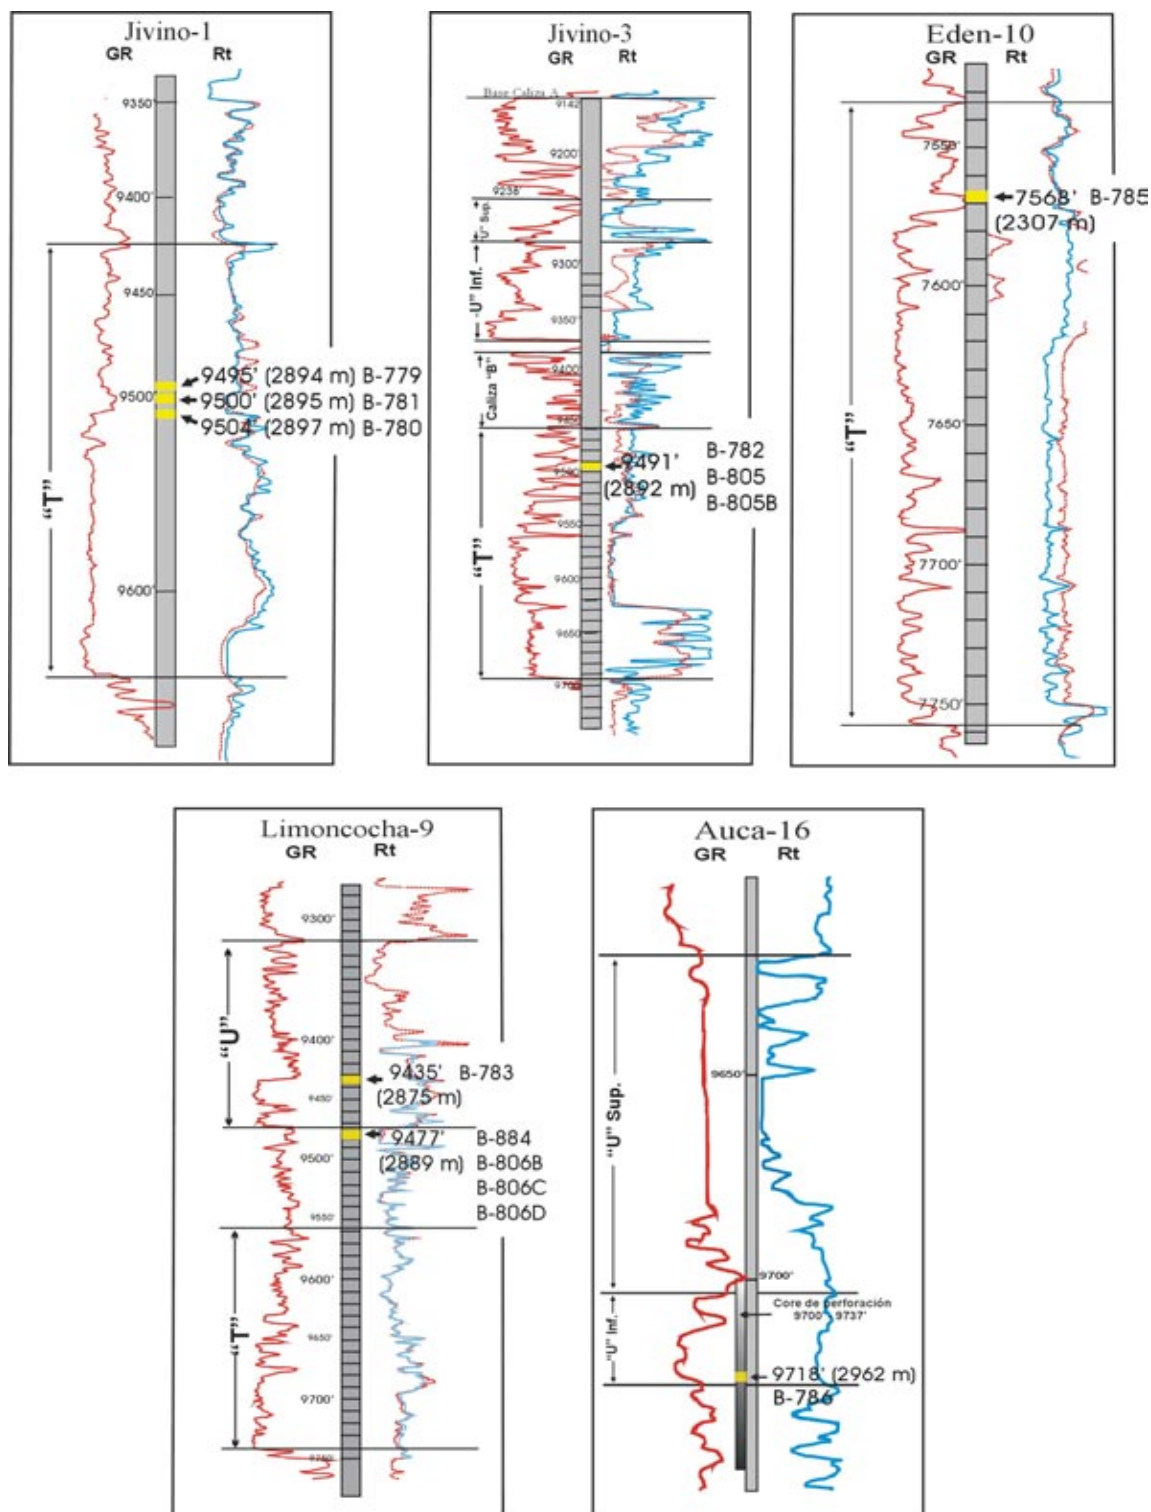 Jivino-1
GR Rt
9350'
9400'
9450'
9495' (2894 m) B-779
9500' 9500' (2895 m) B-781
9504' (2897 m) B-780
"T"
9600'
Jivino-3
GR Rt
Base Caliza A
9142'
9200'
9238'
"U" Sup.
9300'
"U" Inf.
9350'
9400'
Caliza "B"
9491' B-782
(2892 m) B-805
B-805B
9550'
"T"
9600'
9650'
9700'
Eden-10
GR Rt
7550'
7568' B-785
(2307 m)
7600'
7650'
"T"
7700'
7750'
Limoncocha-9
GR Rt
9300'
"U"
9400'
9435' B-783
(2875 m)
9450'
9477' B-884
(2889 m) B-806B
9500'
B-806C
B-806D
9550'
9600'
"T"
9650'
9700'
9750'
Auca-16
GR Rt
9650'
"U" Sup.
9700'
Core de perforación
9700' 9737'
"U" Inf.
9718' (2962 m)
B-786